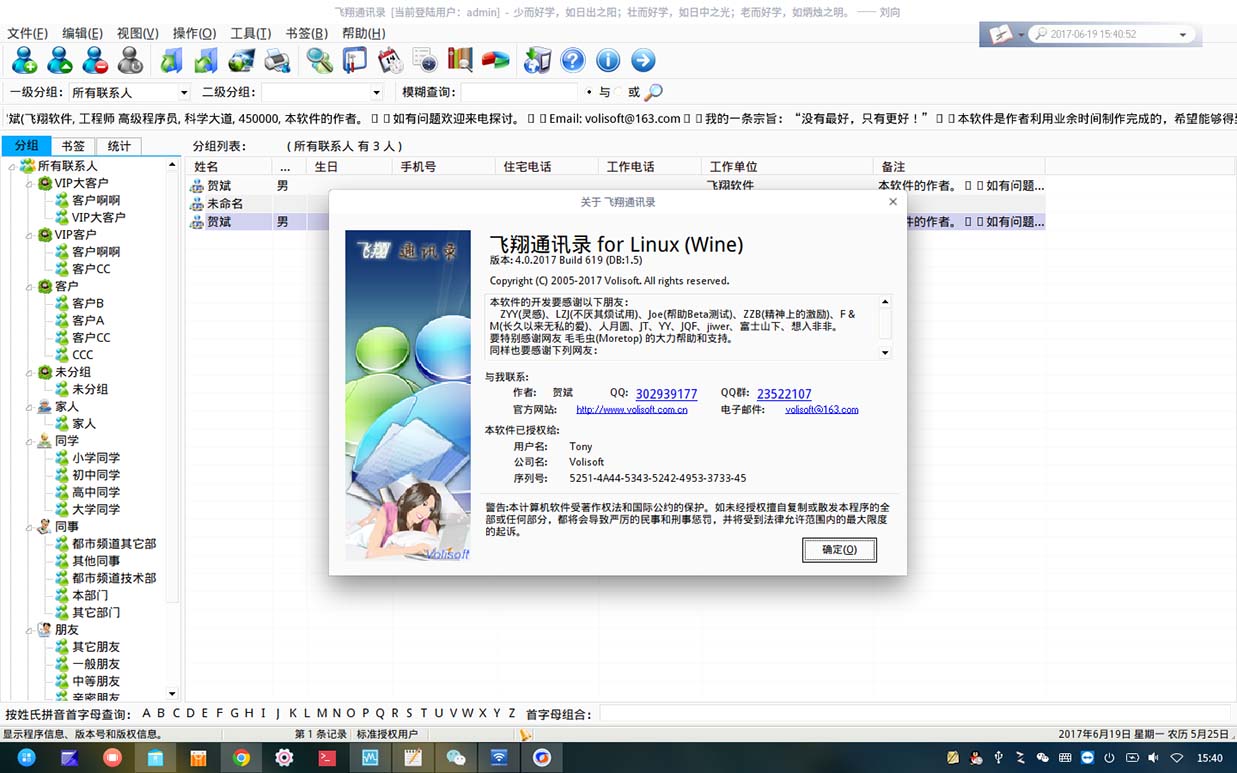 飞翔通讯录 [当前登陆用户：admin] - 少而好学，如日出之阳；壮而好学，如日中之光；老而好学，如炳烛之明。 —— 刘向
文件(F) 编辑(E) 视图(V) 操作(O) 工具(T) 书签(B) 帮助(H)
2017-06-19 15:40:52
一级分组： 所有联系人 二级分组： 模糊查询： 与 或
'斌(飞翔软件, 工程师 高级程序员, 科学大道, 450000, 本软件的作者。 如有问题欢迎来电探讨。 Email: volisoft@163.com 我的一条宗旨：“没有最好，只有更好！” 本软件是作者利用业余时间制作完成的，希望能够得
分组 书签 统计 分组列表： ( 所有联系人 有 3 人 )
姓名 ... 生日 手机号 住宅电话 工作电话 工作单位 备注
贺斌 男 飞翔软件 本软件的作者。 如有问题...
未命名
贺斌 男 件的作者。 如有问题...
所有联系人
VIP大客户
客户啊啊
VIP大客户
VIP客户
客户啊啊
客户CC
客户
客户B
客户A
客户CC
CCC
未分组
未分组
家人
家人
同学
小学同学
初中同学
高中同学
大学同学
同事
都市频道其它部
其他同事
都市频道技术部
本部门
其它部门
朋友
其它朋友
一般朋友
中等朋友
亲密朋友
关于 飞翔通讯录
飞翔 通讯录
Volisoft
飞翔通讯录 for Linux (Wine)
版本: 4.0.2017 Build 619 (DB:1.5)
Copyright (C) 2005-2017 Volisoft. All rights reserved.
本软件的开发要感谢以下朋友：
ZYY(灵感)、LZJ(不厌其烦试用)、Joe(帮助Beta测试)、ZZB(精神上的激励)、F &
M(长久以来无私的爱)、人月圆、JT、YY、JQF、jiwer、富士山下、想入非非。
要特别感谢网友 毛毛虫(Moretop) 的大力帮助和支持。
同样也要感谢下列网友：
与我联系:
作者: 贺斌 QQ: 302939177 QQ群: 23522107
官方网站: http://www.volisoft.com.cn 电子邮件: volisoft@163.com
本软件已授权给:
用户名: Tony
公司名: Volisoft
序列号: 5251-4A44-5343-5242-4953-3733-45
警告:本计算机软件受著作权法和国际公约的保护。如未经授权擅自复制或散发本程序的全
部或任何部分，都将会导致严厉的民事和刑事惩罚，并将受到法律允许范围内的最大限度
的起诉。
确定(O)
按姓氏拼音首字母查询： A B C D E F G H I J K L M N O P Q R S T U V W X Y Z 首字母组合：
显示程序信息、版本号和版权信息。 第 1 条记录 标准授权用户 2017年6月19日 星期一 农历 5月25日
15:40